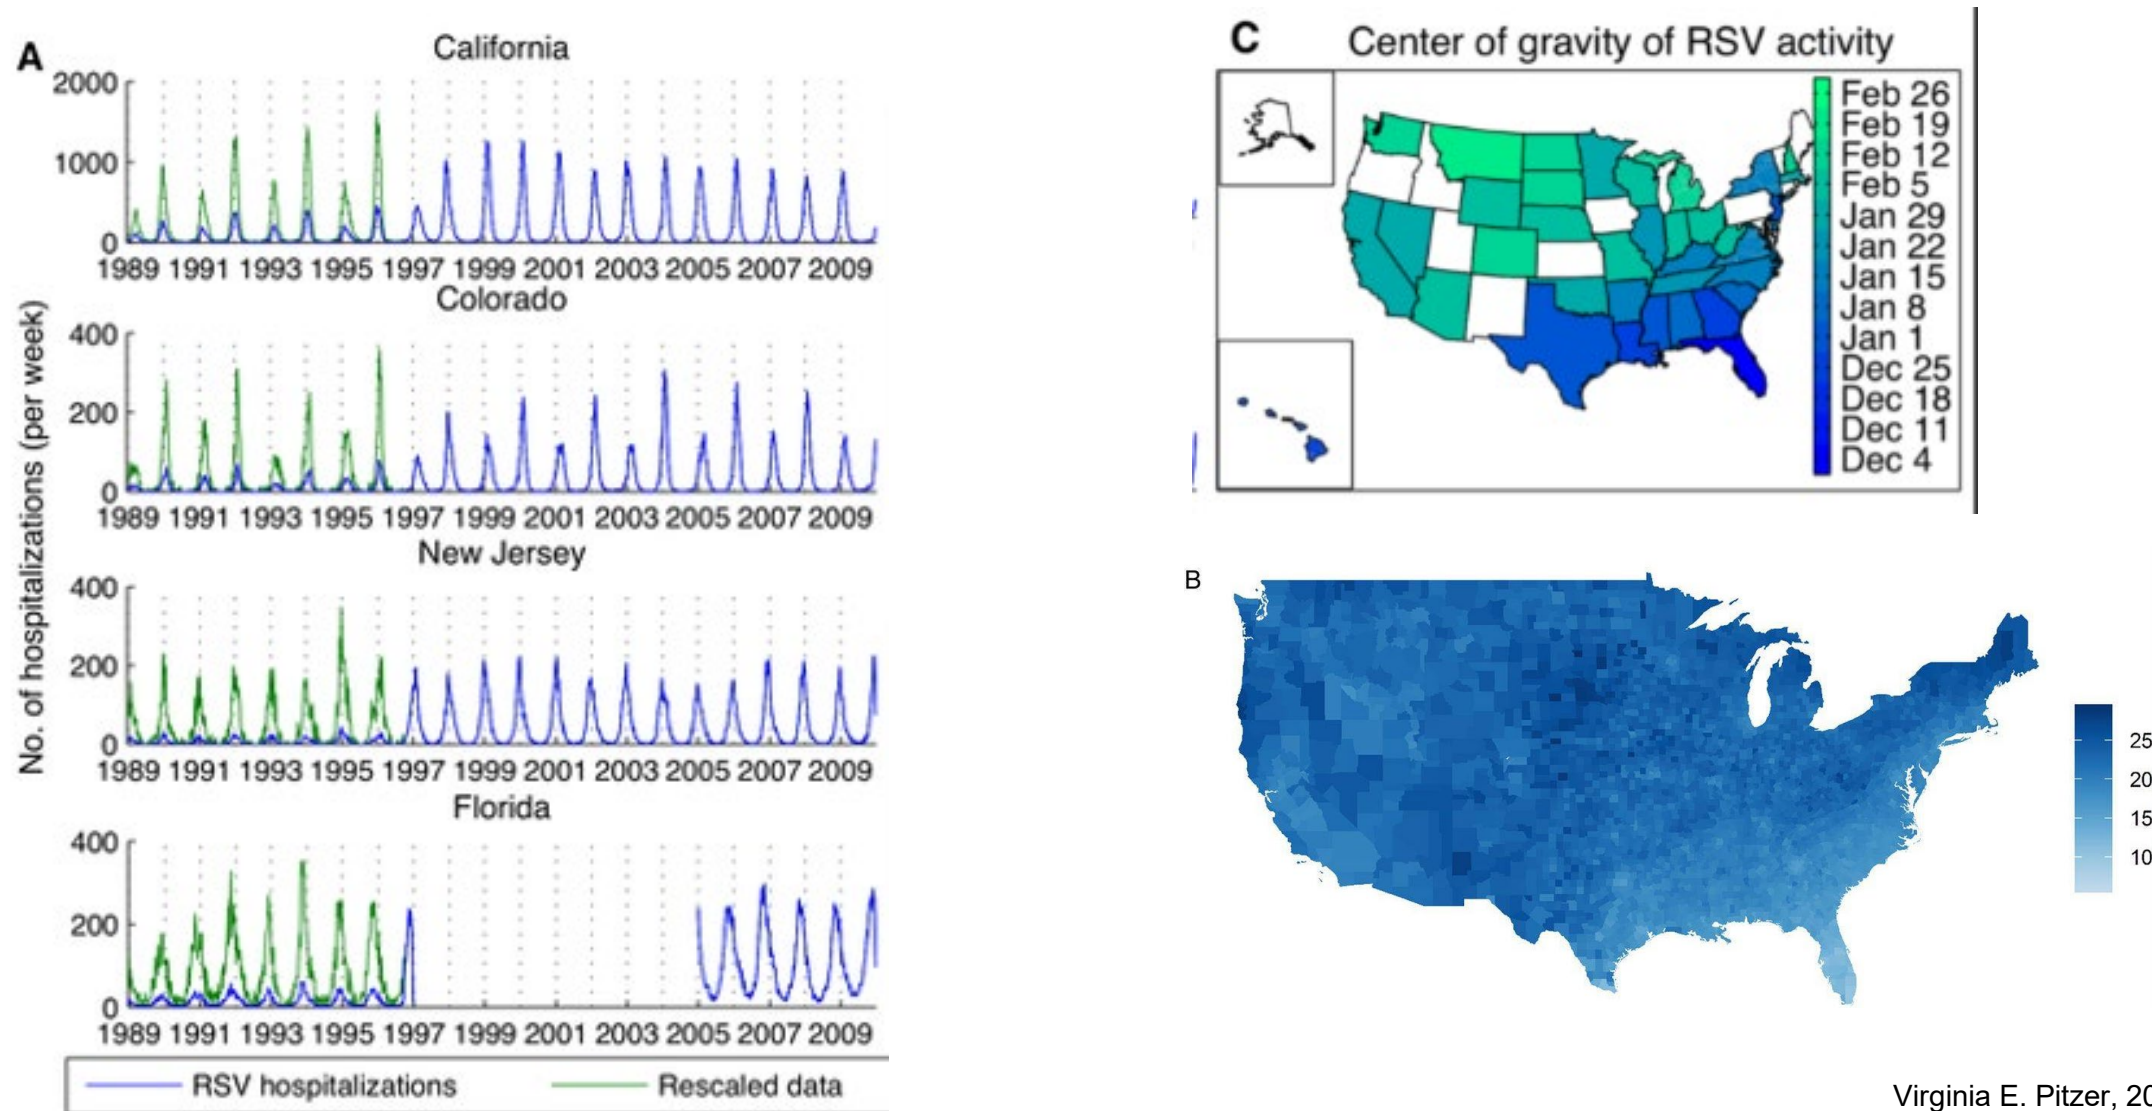 A
California
2000
1000
0
1989 1991 1993 1995 1997 1999 2001 2003 2005 2007 2009
Colorado
400
200
0
1989 1991 1993 1995 1997 1999 2001 2003 2005 2007 2009
New Jersey
400
200
0
1989 1991 1993 1995 1997 1999 2001 2003 2005 2007 2009
Florida
400
200
0
1989 1991 1993 1995 1997 1999 2001 2003 2005 2007 2009
No. of hospitalizations (per week)
RSV hospitalizations
Rescaled data
C
Center of gravity of RSV activity
Feb 26
Feb 19
Feb 12
Feb 5
Jan 29
Jan 22
Jan 15
Jan 8
Jan 1
Dec 25
Dec 18
Dec 11
Dec 4
B
25
20
15
10
Virginia E. Pitzer, 20